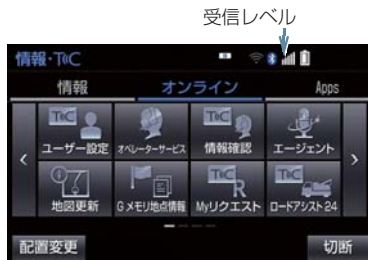 受信レベル
情報・TOC
情報 オンライン Apps
ユーザー設定 オペレーターサービス 情報確認 エージェント
地図更新 Gメモリ地点情報 Myリクエスト ロードアシスト24
配置変更 切断